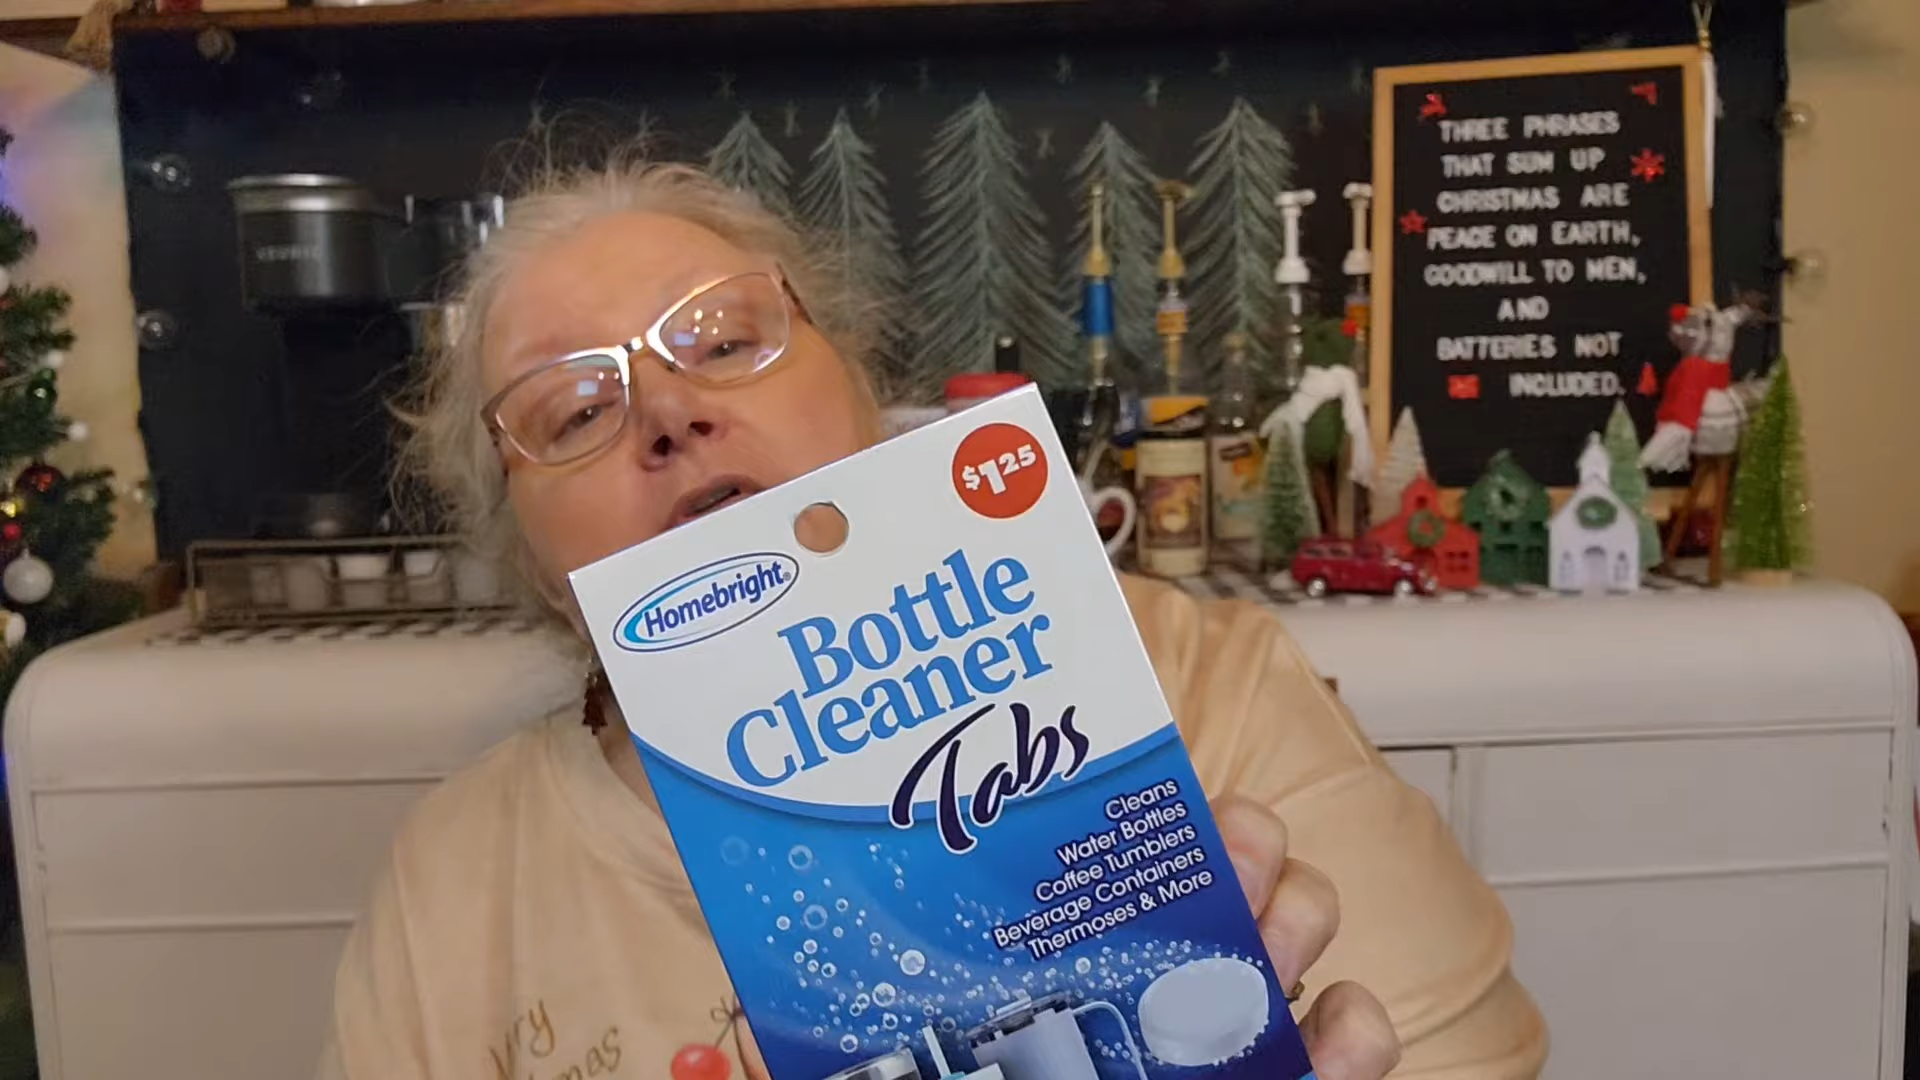 KEURIG
THREE PHRASES
THAT SUM UP
CHRISTMAS ARE
PEACE ON EARTH,
GOODWILL TO MEN,
AND
BATTERIES NOT
INCLUDED.
$1.25
Homebright®
Bottle
Cleaner
Tabs
Cleans
Water Bottles
Coffee Tumblers
Beverage Containers
Thermoses & More